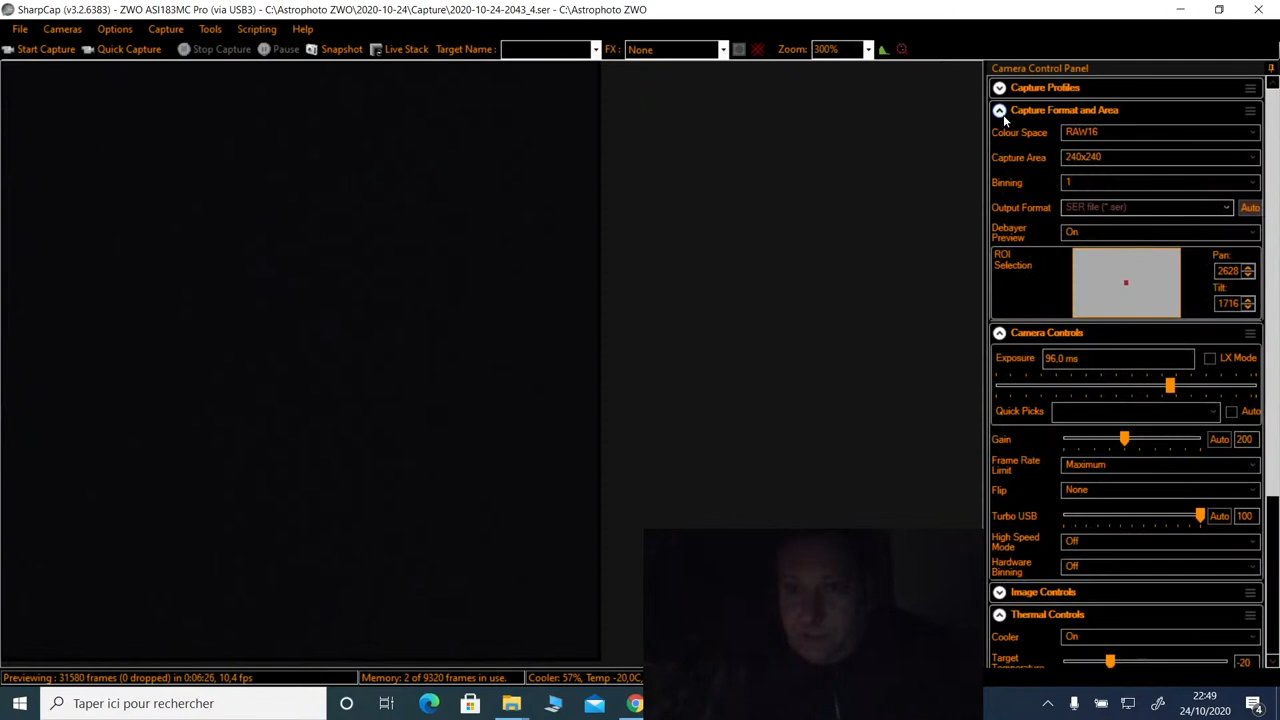 SharpCap (v3.2.6383) - ZWO ASI183MC Pro (via USB3) - C:\Astrophoto ZWO\2020-10-24\Capture\2020-10-24-2043_4.ser - C:\Astrophoto ZWO\
File Cameras Options Capture Tools Scripting Help
Start Capture Quick Capture Stop Capture Pause Snapshot Live Stack Target Name : FX : None Zoom: 300%
Camera Control Panel
Capture Profiles
Capture Format and Area
Colour Space RAW16
Capture Area 240x240
Binning 1
Output Format SER file (*.ser) Auto
Debayer Preview On
ROI Selection
Pan:
2628
Tilt:
1716
Camera Controls
Exposure 96,0 ms LX Mode
Quick Picks Auto
Gain Auto 200
Frame Rate Limit Maximum
Flip None
Turbo USB Auto 100
High Speed Mode Off
Hardware Binning Off
Image Controls
Thermal Controls
Cooler On
Target -20
Previewing : 31580 frames (0 dropped) in 0:06:26, 10,4 fps Memory: 2 of 9320 frames in use. Cooler: 57%, Temp -20,0C,
Taper ici pour rechercher
22:49
24/10/2020
4